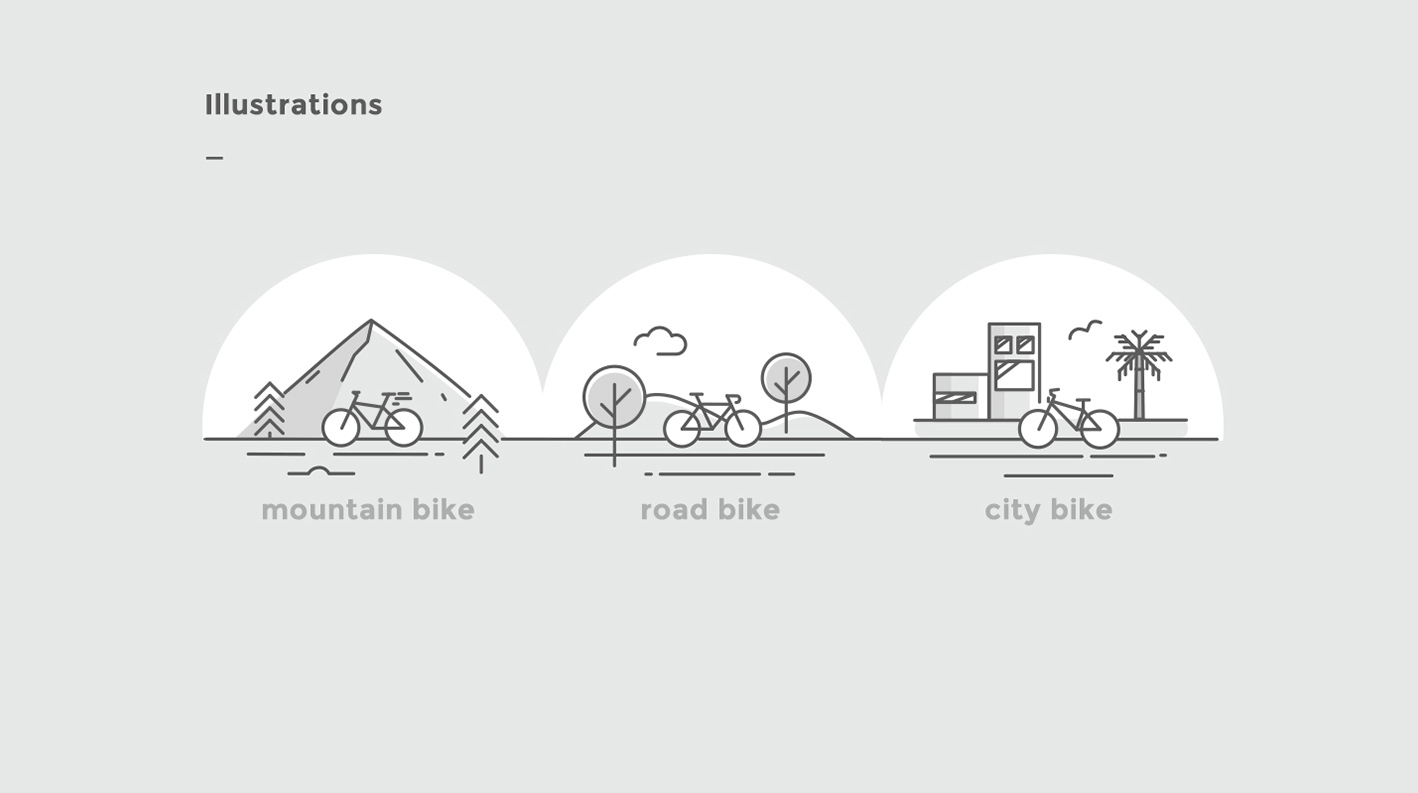 Illustrations
–
mountain bike
road bike
city bike